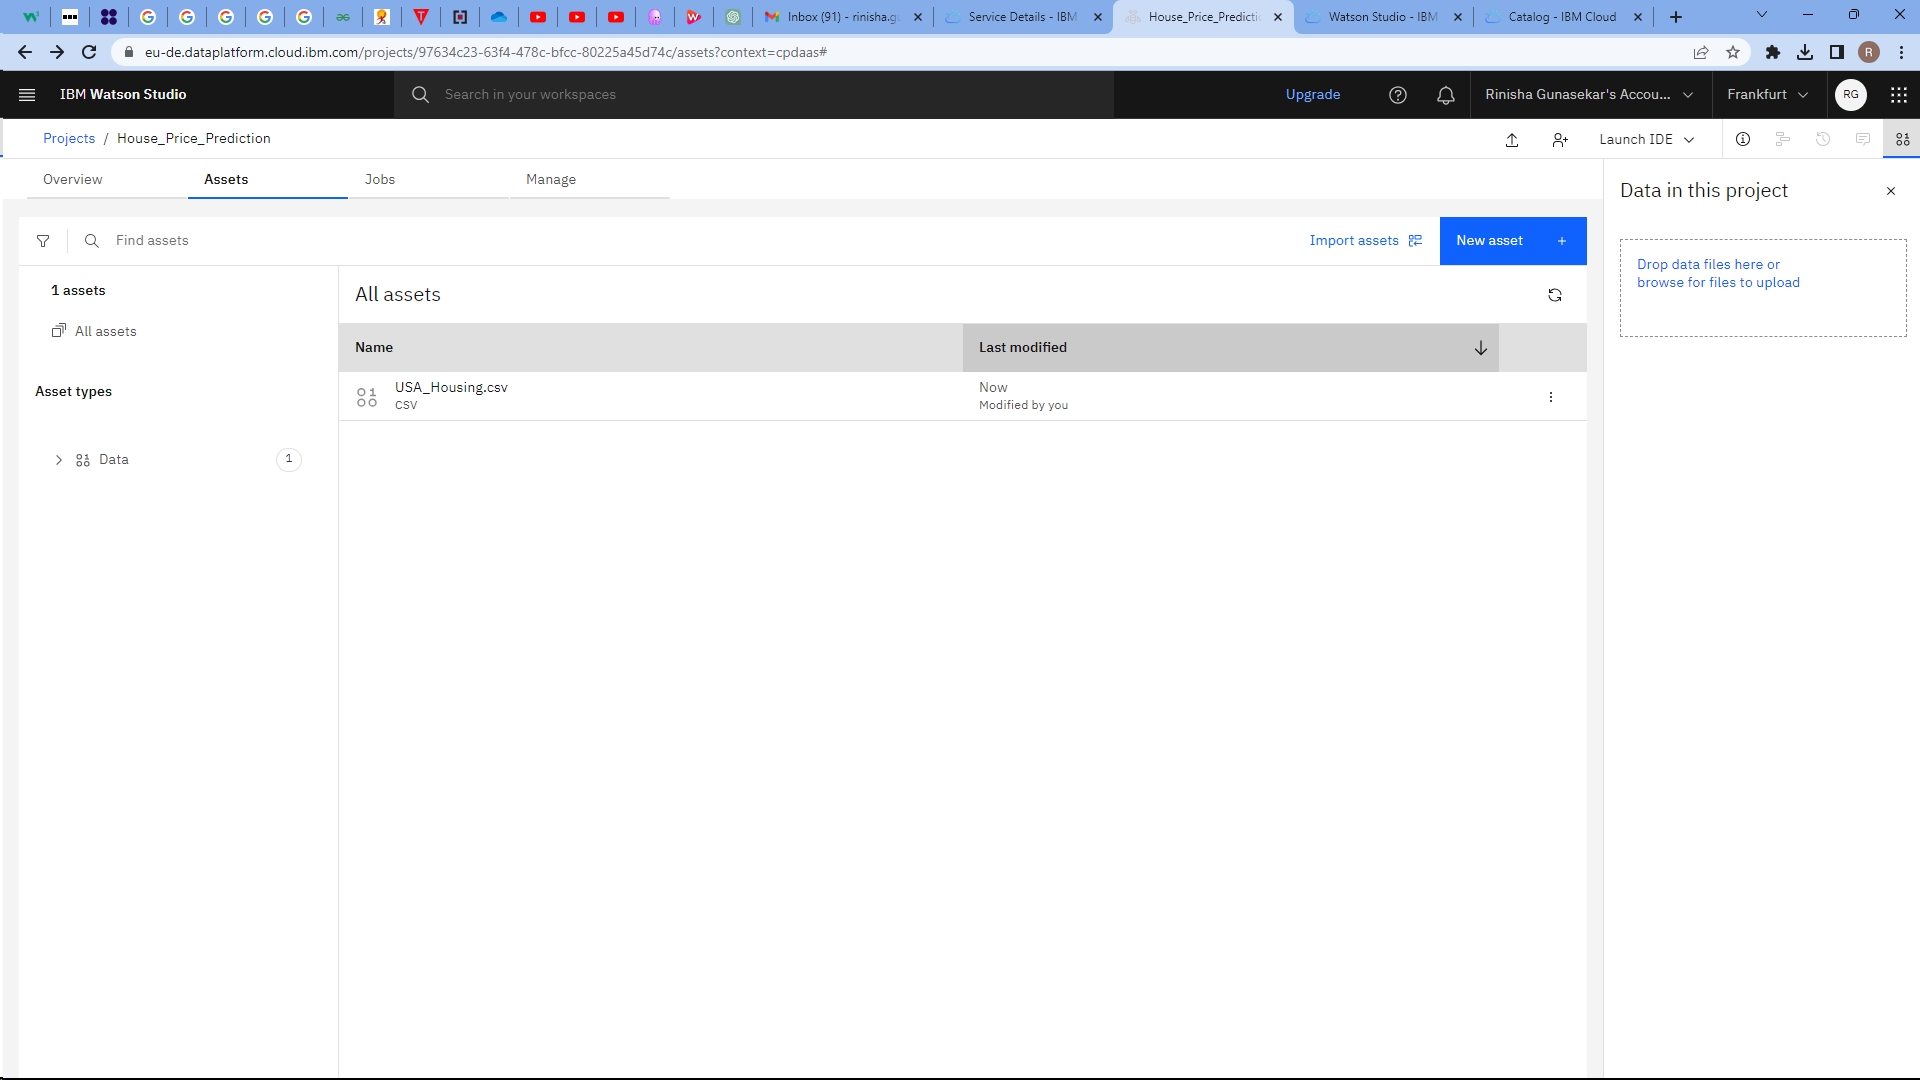 Inbox (91) - rinisha.g
Service Details - IBM
House_Price_Predicti
Watson Studio - IBM
Catalog - IBM Cloud
eu-de.dataplatform.cloud.ibm.com/projects/97634c23-63f4-478c-bfcc-80225a45d74c/assets?context=cpdaas#
R
IBM Watson Studio
Search in your workspaces
Upgrade
Rinisha Gunasekar's Accou...
Frankfurt
RG
Projects / House_Price_Prediction
Launch IDE
Overview
Assets
Jobs
Manage
Data in this project
Find assets
Import assets
New asset +
Drop data files here or
browse for files to upload
1 assets
All assets
All assets
Name
Last modified
Asset types
USA_Housing.csv
CSV
Now
Modified by you
Data
1